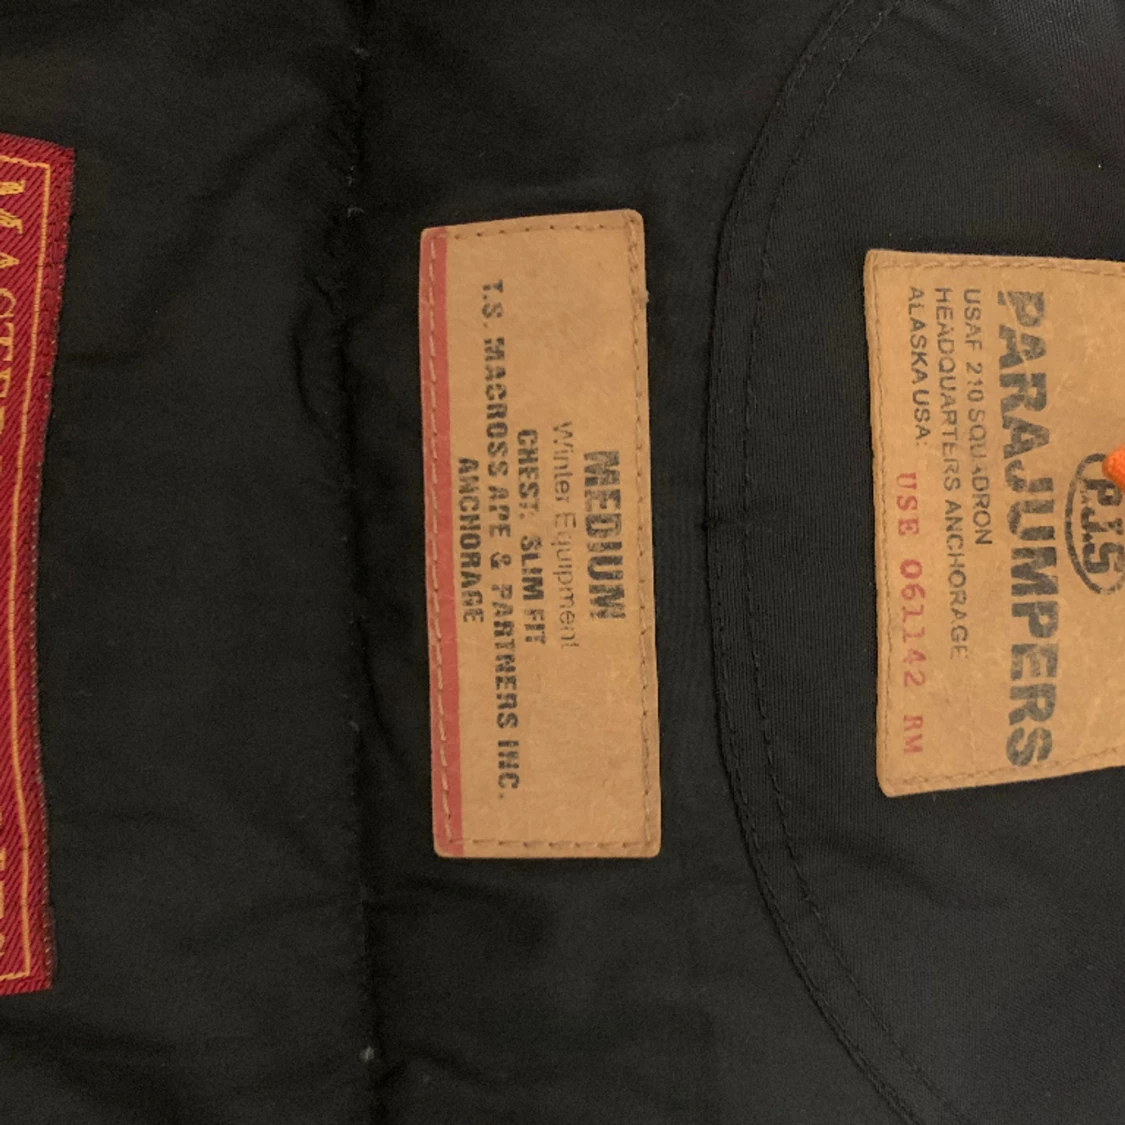 P.J.S
PARAJUMPERS
USAF 210 SQUADRON
HEADQUARTERS ANCHORAGE
ALASKA USA:
USE 061142 RM
MEDIUM
Winter Equipment
CHEST: SLIM FIT
T.S. MACROSS APE & PARTNERS INC.
ANCHORAGE